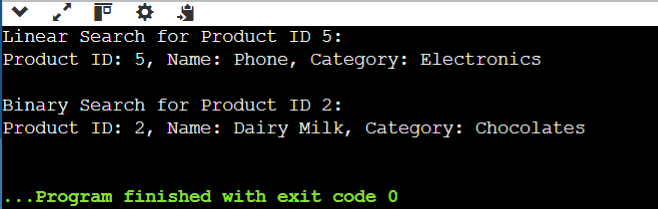 Linear Search for Product ID 5:
Product ID: 5, Name: Phone, Category: Electronics
Binary Search for Product ID 2:
Product ID: 2, Name: Dairy Milk, Category: Chocolates
...Program finished with exit code 0